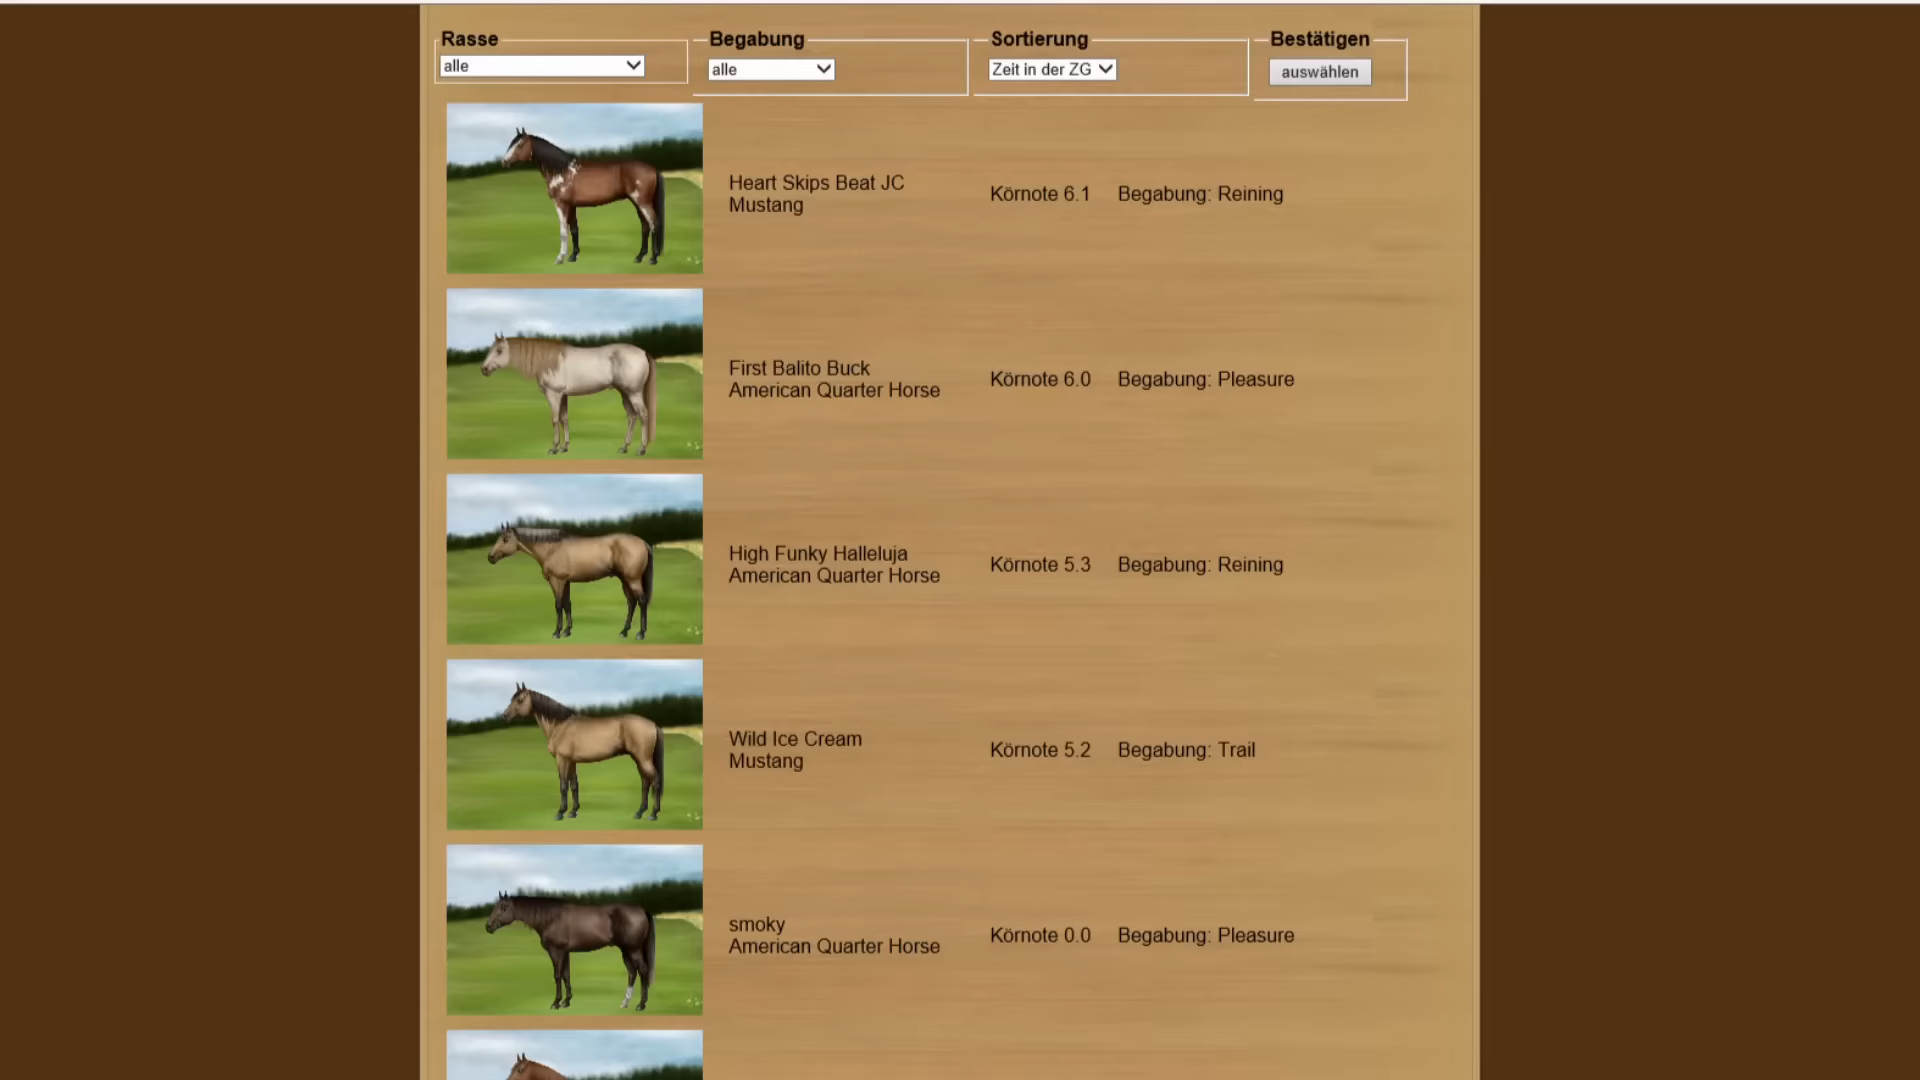 Rasse
alle
Begabung
alle
Sortierung
Zeit in der ZG
Bestätigen
auswählen
Heart Skips Beat JC
Mustang
Körnote 6.1
Begabung: Reining
First Balito Buck
American Quarter Horse
Körnote 6.0
Begabung: Pleasure
High Funky Halleluja
American Quarter Horse
Körnote 5.3
Begabung: Reining
Wild Ice Cream
Mustang
Körnote 5.2
Begabung: Trail
smoky
American Quarter Horse
Körnote 0.0
Begabung: Pleasure